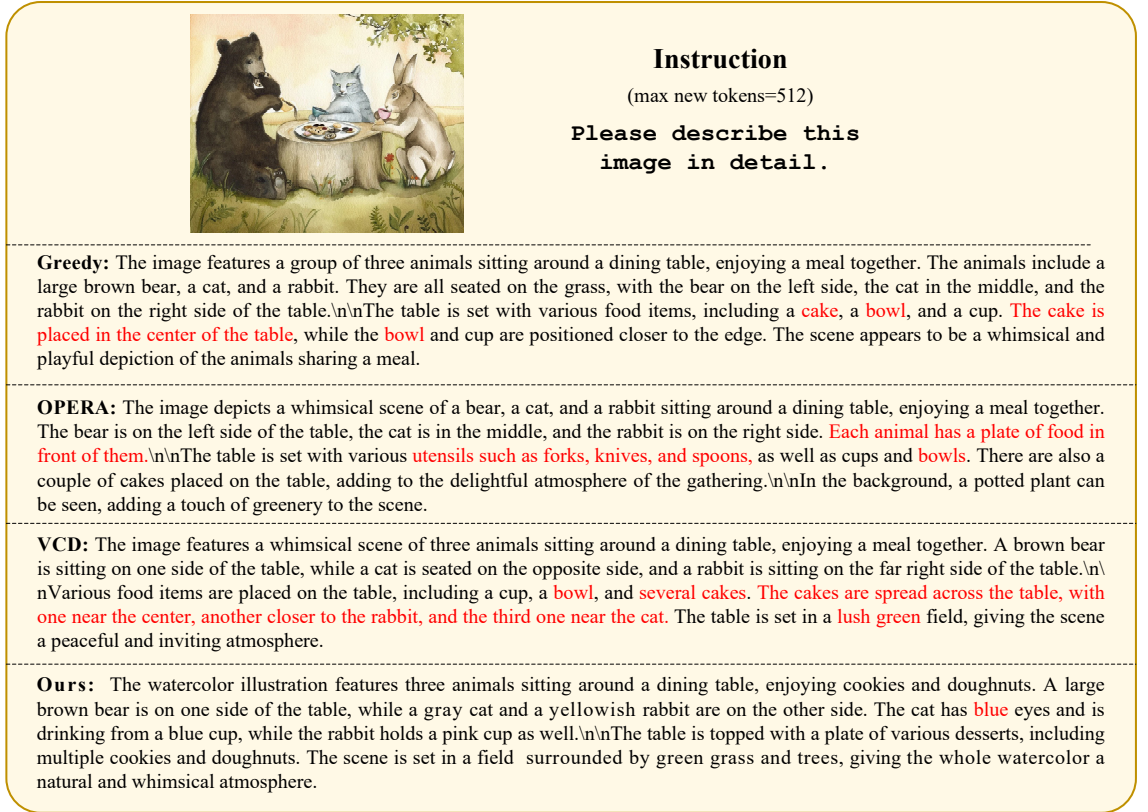 Instruction
(max new tokens=512)
Please describe this
image in detail.
Greedy: The image features a group of three animals sitting around a dining table, enjoying a meal together. The animals include a
large brown bear, a cat, and a rabbit. They are all seated on the grass, with the bear on the left side, the cat in the middle, and the
rabbit on the right side of the table.\n\nThe table is set with various food items, including a cake, a bowl, and a cup. The cake is
placed in the center of the table, while the bowl and cup are positioned closer to the edge. The scene appears to be a whimsical and
playful depiction of the animals sharing a meal.
OPERA: The image depicts a whimsical scene of a bear, a cat, and a rabbit sitting around a dining table, enjoying a meal together.
The bear is on the left side of the table, the cat is in the middle, and the rabbit is on the right side. Each animal has a plate of food in
front of them.\n\nThe table is set with various utensils such as forks, knives, and spoons, as well as cups and bowls. There are also a
couple of cakes placed on the table, adding to the delightful atmosphere of the gathering.\n\nIn the background, a potted plant can
be seen, adding a touch of greenery to the scene.
VCD: The image features a whimsical scene of three animals sitting around a dining table, enjoying a meal together. A brown bear
is sitting on one side of the table, while a cat is seated on the opposite side, and a rabbit is sitting on the far right side of the table.\n\
nVarious food items are placed on the table, including a cup, a bowl, and several cakes. The cakes are spread across the table, with
one near the center, another closer to the rabbit, and the third one near the cat. The table is set in a lush green field, giving the scene
a peaceful and inviting atmosphere.
Ours: The watercolor illustration features three animals sitting around a dining table, enjoying cookies and doughnuts. A large
brown bear is on one side of the table, while a gray cat and a yellowish rabbit are on the other side. The cat has blue eyes and is
drinking from a blue cup, while the rabbit holds a pink cup as well.\n\nThe table is topped with a plate of various desserts, including
multiple cookies and doughnuts. The scene is set in a field surrounded by green grass and trees, giving the whole watercolor a
natural and whimsical atmosphere.